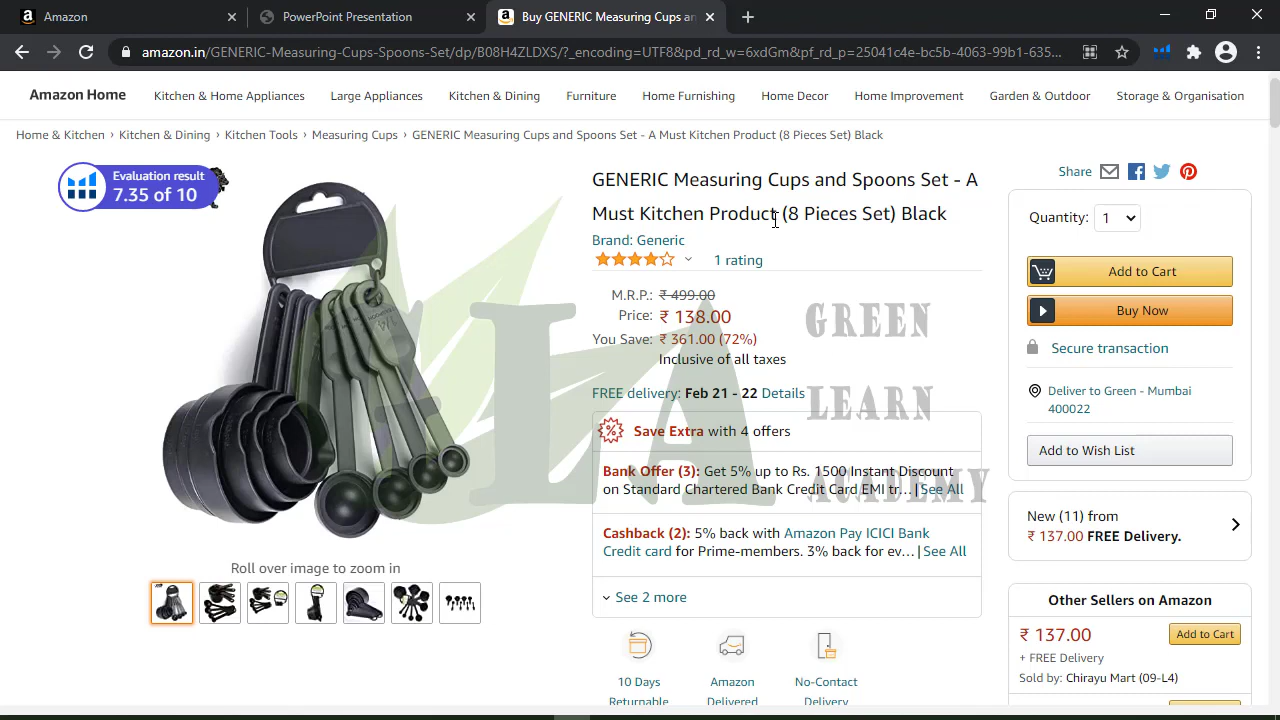 Amazon
PowerPoint Presentation
Buy GENERIC Measuring Cups an
amazon.in/GENERIC-Measuring-Cups-Spoons-Set/dp/B08H4ZLDXS/?_encoding=UTF8&pd_rd_w=6xdGm&pf_rd_p=25041c4e-bc5b-4063-99b1-635...
Amazon Home
Kitchen & Home Appliances
Large Appliances
Kitchen & Dining
Furniture
Home Furnishing
Home Decor
Home Improvement
Garden & Outdoor
Storage & Organisation
Home & Kitchen › Kitchen & Dining › Kitchen Tools › Measuring Cups › GENERIC Measuring Cups and Spoons Set - A Must Kitchen Product (8 Pieces Set) Black
Evaluation result
7.35 of 10
Roll over image to zoom in
GENERIC Measuring Cups and Spoons Set - A
Must Kitchen Product (8 Pieces Set) Black
Brand: Generic
1 rating
M.R.P.: ₹ 499.00
Price: ₹ 138.00
You Save: ₹ 361.00 (72%)
Inclusive of all taxes
FREE delivery: Feb 21 - 22 Details
Save Extra with 4 offers
Bank Offer (3): Get 5% up to Rs. 1500 Instant Discount
on Standard Chartered Bank Credit Card EMI tr... | See All
Cashback (2): 5% back with Amazon Pay ICICI Bank
Credit card for Prime-members. 3% back for ev... | See All
See 2 more
10 Days
Returnable
Amazon
Delivered
No-Contact
Delivery
LA
GREEN
LEARN
ACADEMY
Share
Quantity: 1
Add to Cart
Buy Now
Secure transaction
Deliver to Green - Mumbai
400022
Add to Wish List
New (11) from
₹ 137.00 FREE Delivery.
Other Sellers on Amazon
₹ 137.00
Add to Cart
+ FREE Delivery
Sold by: Chirayu Mart (09-L4)